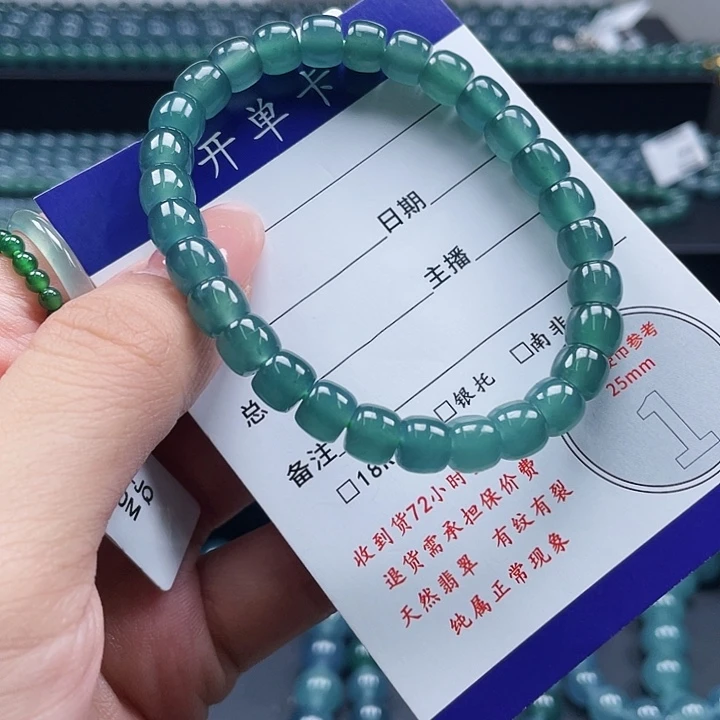 开单卡
日期
主播
总
□银托 □南非
备注
□18K
收到货72小时
退货需承担保价费
天然翡翠 有纹有裂
纯属正常现象
币参考
25mm
1